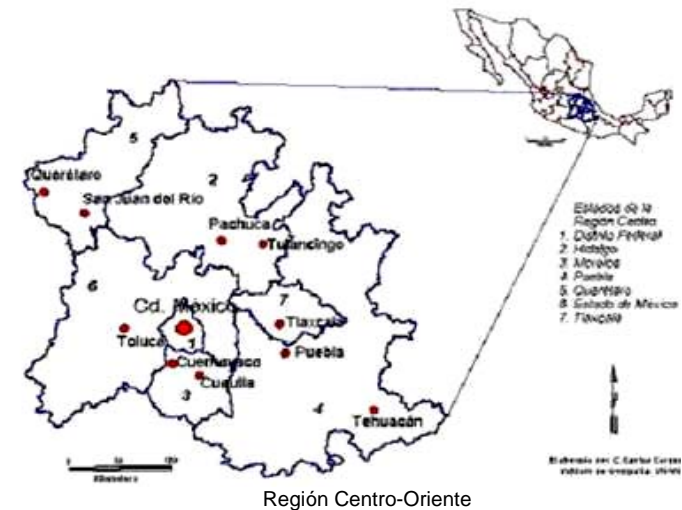 5
Querétaro
San Juan del Río
2
Pachuca
Tulancingo
6
Cd. México
7
Toluca
1
Tlaxcala
Cuernavaca
Puebla
Cuautla
3
4
Tehuacán
Estados de la
Región Centro
1. Distrito Federal
2. Hidalgo
3. Morelos
4. Puebla
5. Querétaro
6. Estado de México
7. Tlaxcala
0
Región Centro-Oriente